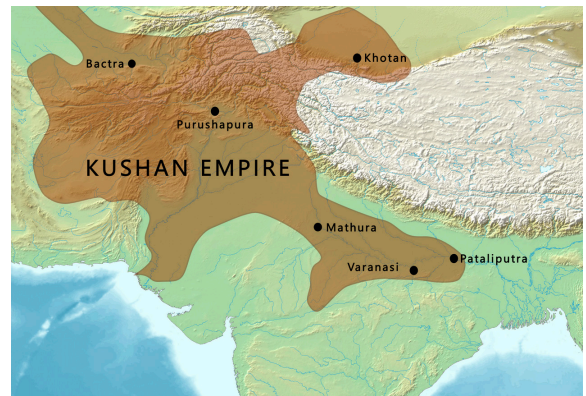 Khotan
Bactra
Purushapura
KUSHAN EMPIRE
Mathura
Pataliputra
Varanasi